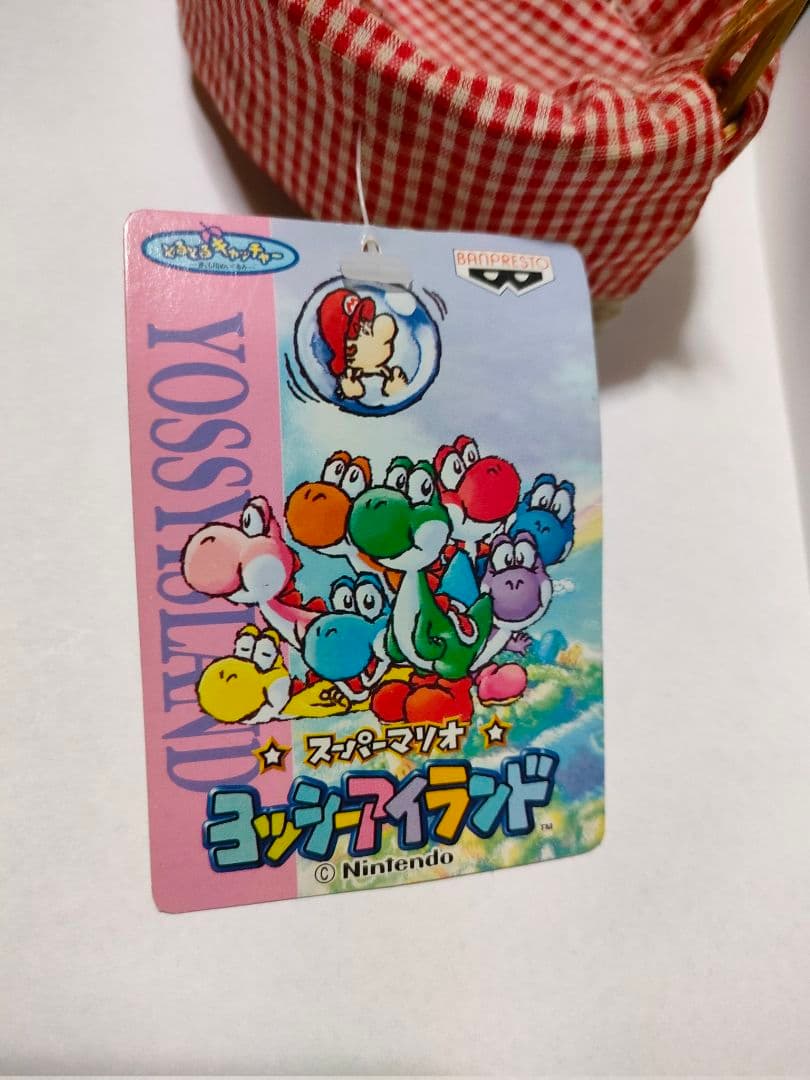 とるとるキャッチャー
BANPRESTO
YOSSY ISLAND
スーパーマリオ
ヨッシーアイランド
TM
© Nintendo